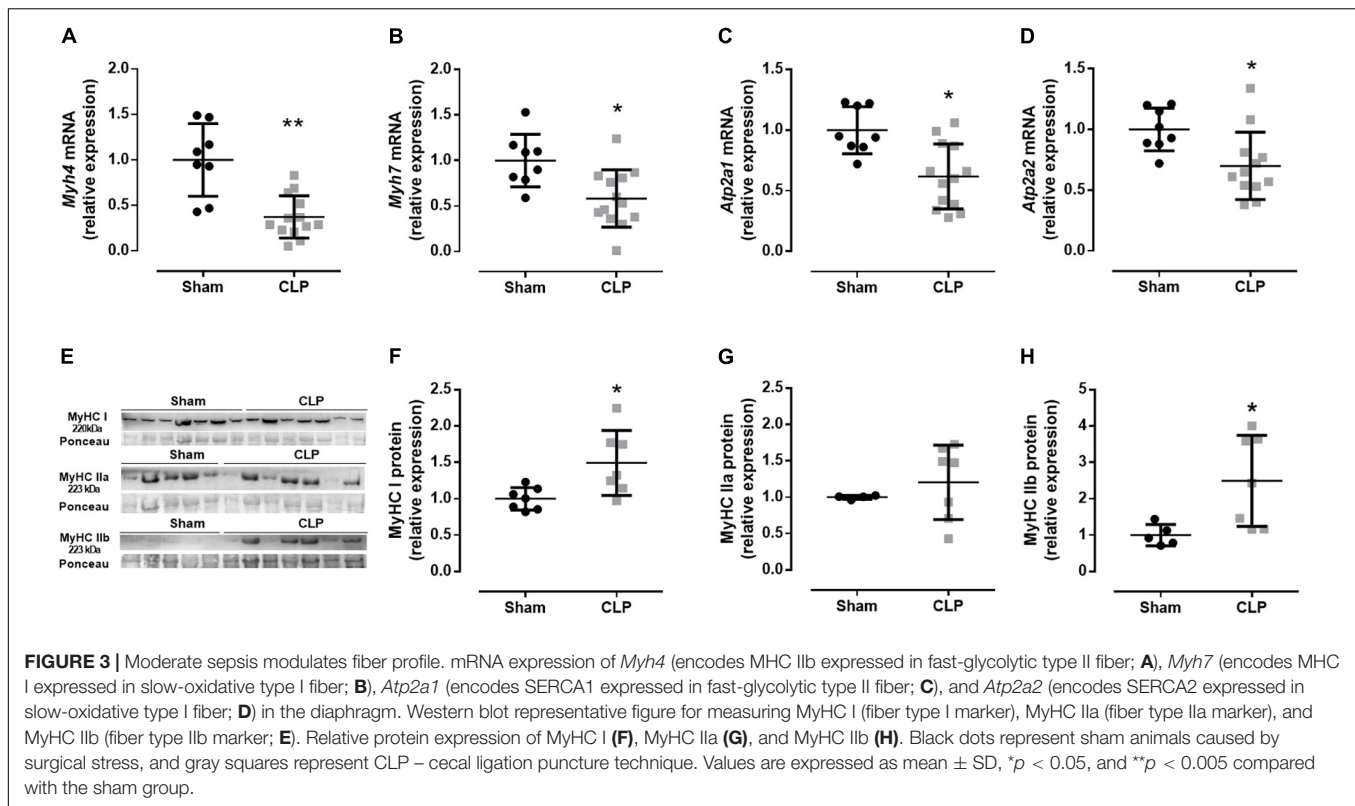 A
B
C
D
Myh4 mRNA
(relative expression)
2.0
1.5
1.0
0.5
0.0
**
Sham CLP
Myh7 mRNA
(relative expression)
2.0
1.5
1.0
0.5
0.0
*
Sham CLP
Atp2a1 mRNA
(relative expression)
1.5
1.0
0.5
0.0
*
Sham CLP
Atp2a2 mRNA
(relative expression)
1.5
1.0
0.5
0.0
*
Sham CLP
E
F
G
H
Sham CLP
MyHC I
220kDa
Ponceau
Sham CLP
MyHC IIa
223 kDa
Ponceau
Sham CLP
MyHC IIb
223 kDa
Ponceau
MyHC I protein
(relative expression)
2.5
2.0
1.5
1.0
0.5
0.0
*
Sham CLP
MyHC IIa protein
(relative expression)
2.5
2.0
1.5
1.0
0.5
0.0
Sham CLP
MyHC IIb protein
(relative expression)
5
4
3
2
1
0
*
Sham CLP
FIGURE 3 | Moderate sepsis modulates fiber profile. mRNA expression of Myh4 (encodes MHC IIb expressed in fast-glycolytic type II fiber; A), Myh7 (encodes MHC
I expressed in slow-oxidative type I fiber; B), Atp2a1 (encodes SERCA1 expressed in fast-glycolytic type II fiber; C), and Atp2a2 (encodes SERCA2 expressed in
slow-oxidative type I fiber; D) in the diaphragm. Western blot representative figure for measuring MyHC I (fiber type I marker), MyHC IIa (fiber type IIa marker), and
MyHC IIb (fiber type IIb marker; E). Relative protein expression of MyHC I (F), MyHC IIa (G), and MyHC IIb (H). Black dots represent sham animals caused by
surgical stress, and gray squares represent CLP – cecal ligation puncture technique. Values are expressed as mean ± SD, *p < 0.05, and **p < 0.005 compared
with the sham group.